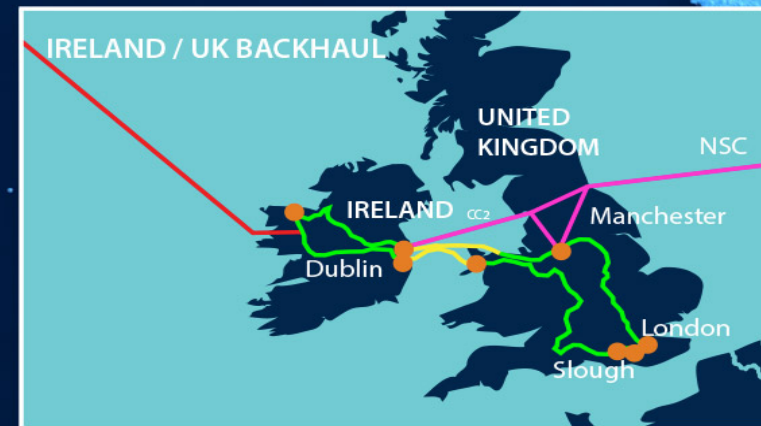 IRELAND / UK BACKHAUL
UNITED
KINGDOM
NSC
IRELAND
CC2
Manchester
Dublin
London
Slough